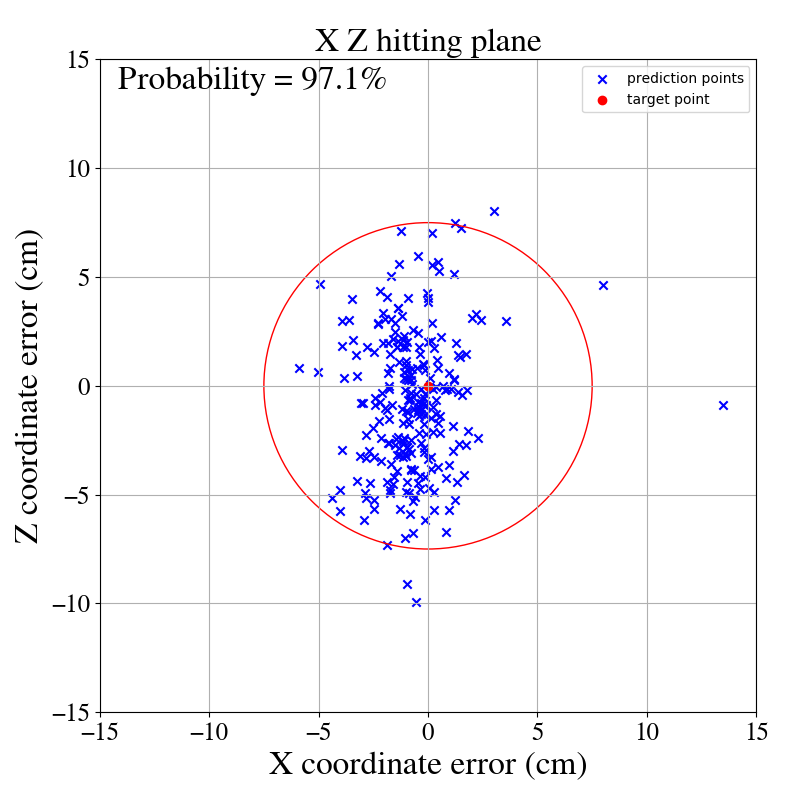 X Z hitting plane
Probability = 97.1%
prediction points
target point
Z coordinate error (cm)
15
10
5
0
−5
−10
−15
−15
−10
−5
0
5
10
15
X coordinate error (cm)